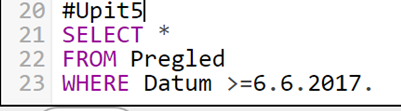 20 #Upit5
21 SELECT *
22 FROM Pregled
23 WHERE Datum >=6.6.2017.